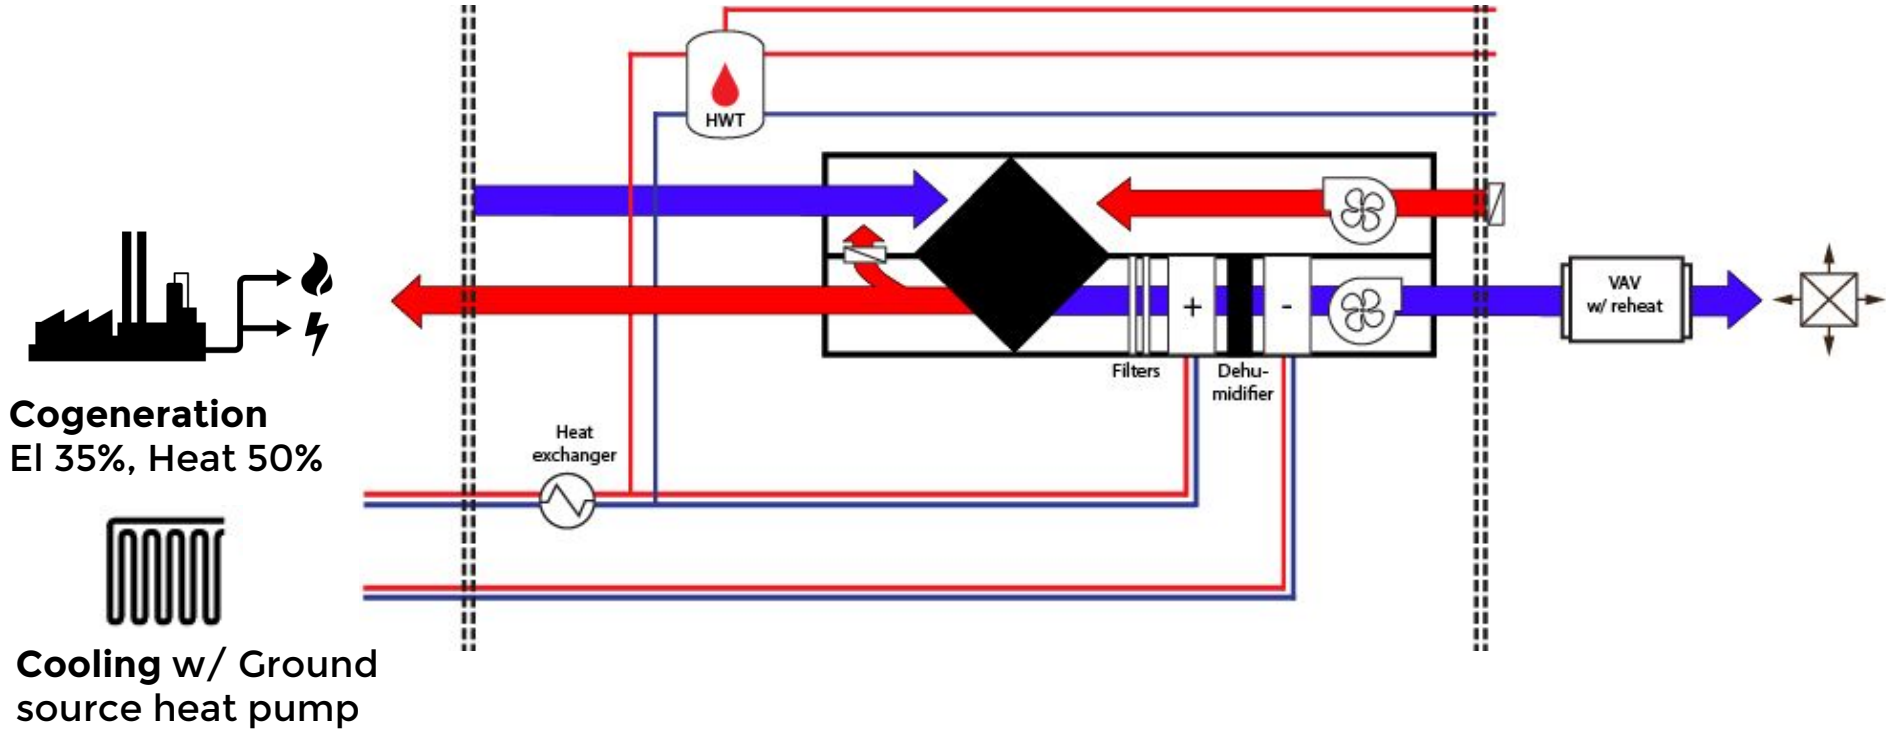 HWT
VAV
w/ reheat
+
-
Filters
Dehu-
midifier
Cogeneration
El 35%, Heat 50%
Heat
exchanger
Cooling w/ Ground
source heat pump